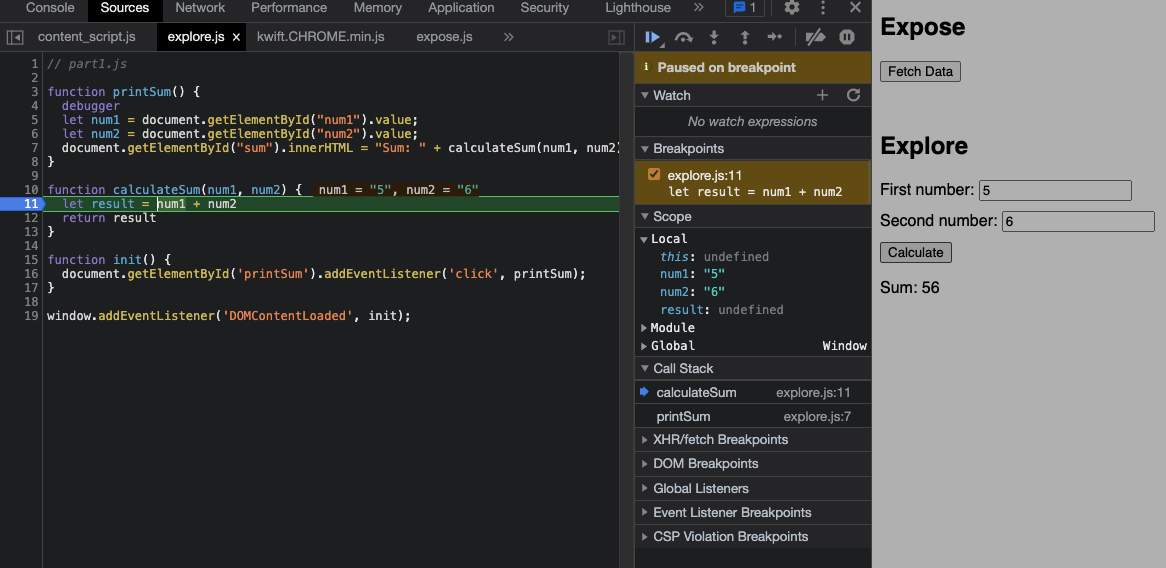 Console Sources Network Performance Memory Application Security Lighthouse » 1
content_script.js explore.js × kwift.CHROME.min.js expose.js »
1 // part1.js
2
3 function printSum() {
4 debugger
5 let num1 = document.getElementById("num1").value;
6 let num2 = document.getElementById("num2").value;
7 document.getElementById("sum").innerHTML = "Sum: " + calculateSum(num1, num2)
8 }
9
10 function calculateSum(num1, num2) { num1 = "5", num2 = "6"
11 let result = num1 + num2
12 return result
13 }
14
15 function init() {
16 document.getElementById('printSum').addEventListener('click', printSum);
17 }
18
19 window.addEventListener('DOMContentLoaded', init);
Paused on breakpoint
Watch
No watch expressions
Breakpoints
explore.js:11
let result = num1 + num2
Scope
Local
this: undefined
num1: "5"
num2: "6"
result: undefined
Module
Global Window
Call Stack
calculateSum explore.js:11
printSum explore.js:7
XHR/fetch Breakpoints
DOM Breakpoints
Global Listeners
Event Listener Breakpoints
CSP Violation Breakpoints
Expose
Fetch Data
Explore
First number: 5
Second number: 6
Calculate
Sum: 56